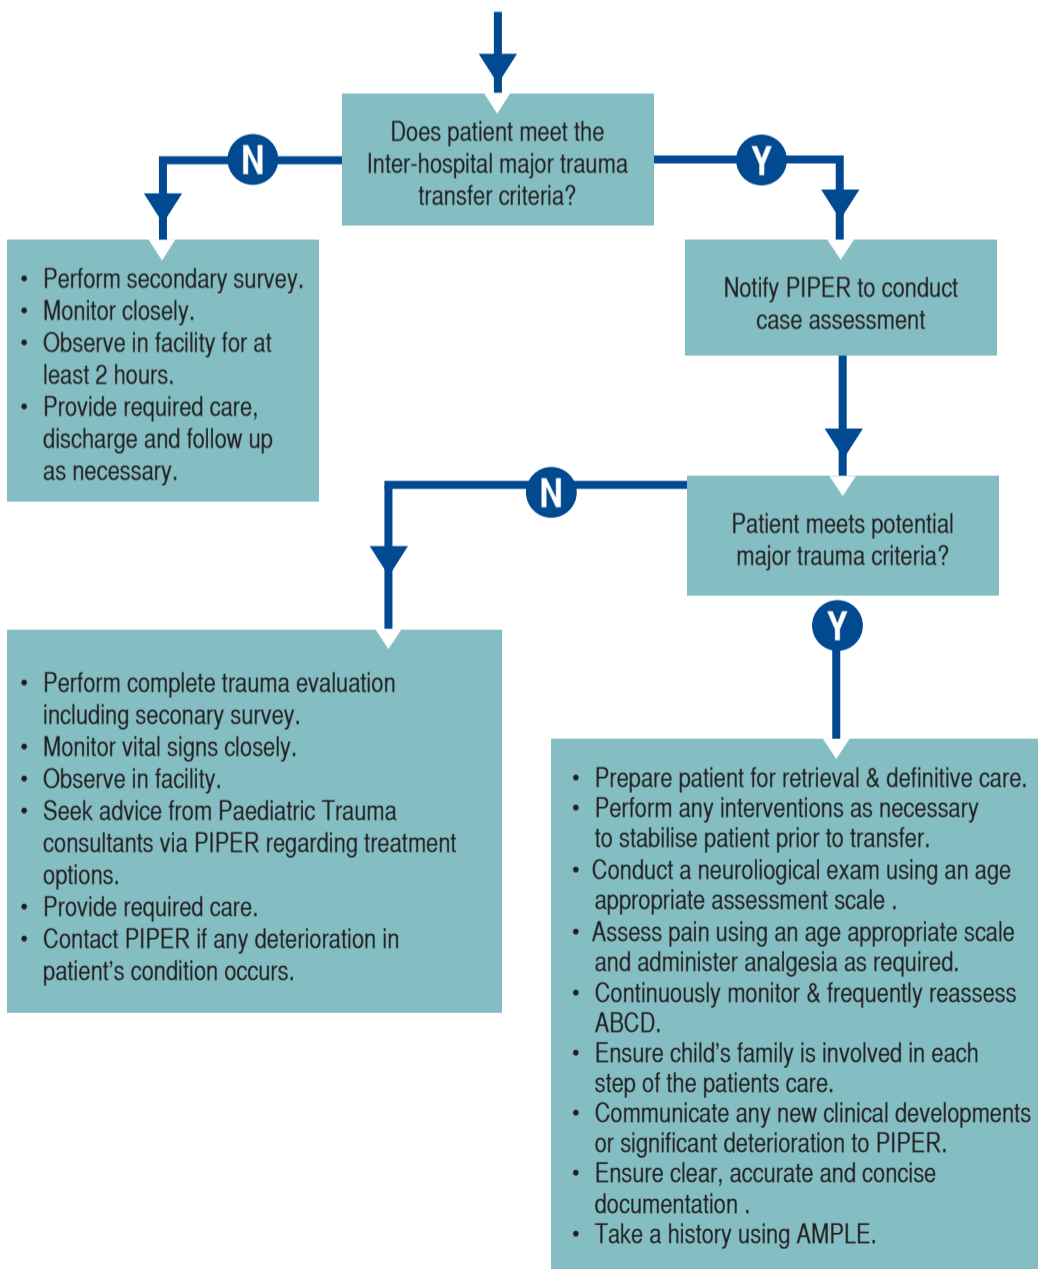 Does patient meet the
Inter-hospital major trauma
transfer criteria?
N
Y
• Perform secondary survey.
• Monitor closely.
• Observe in facility for at
least 2 hours.
• Provide required care,
discharge and follow up
as necessary.
Notify PIPER to conduct
case assessment
N
Patient meets potential
major trauma criteria?
Y
• Perform complete trauma evaluation
including seconary survey.
• Monitor vital signs closely.
• Observe in facility.
• Seek advice from Paediatric Trauma
consultants via PIPER regarding treatment
options.
• Provide required care.
• Contact PIPER if any deterioration in
patient’s condition occurs.
• Prepare patient for retrieval & definitive care.
• Perform any interventions as necessary
to stabilise patient prior to transfer.
• Conduct a neuroliogical exam using an age
appropriate assessment scale .
• Assess pain using an age appropriate scale
and administer analgesia as required.
• Continuously monitor & frequently reassess
ABCD.
• Ensure child’s family is involved in each
step of the patients care.
• Communicate any new clinical developments
or significant deterioration to PIPER.
• Ensure clear, accurate and concise
documentation .
• Take a history using AMPLE.